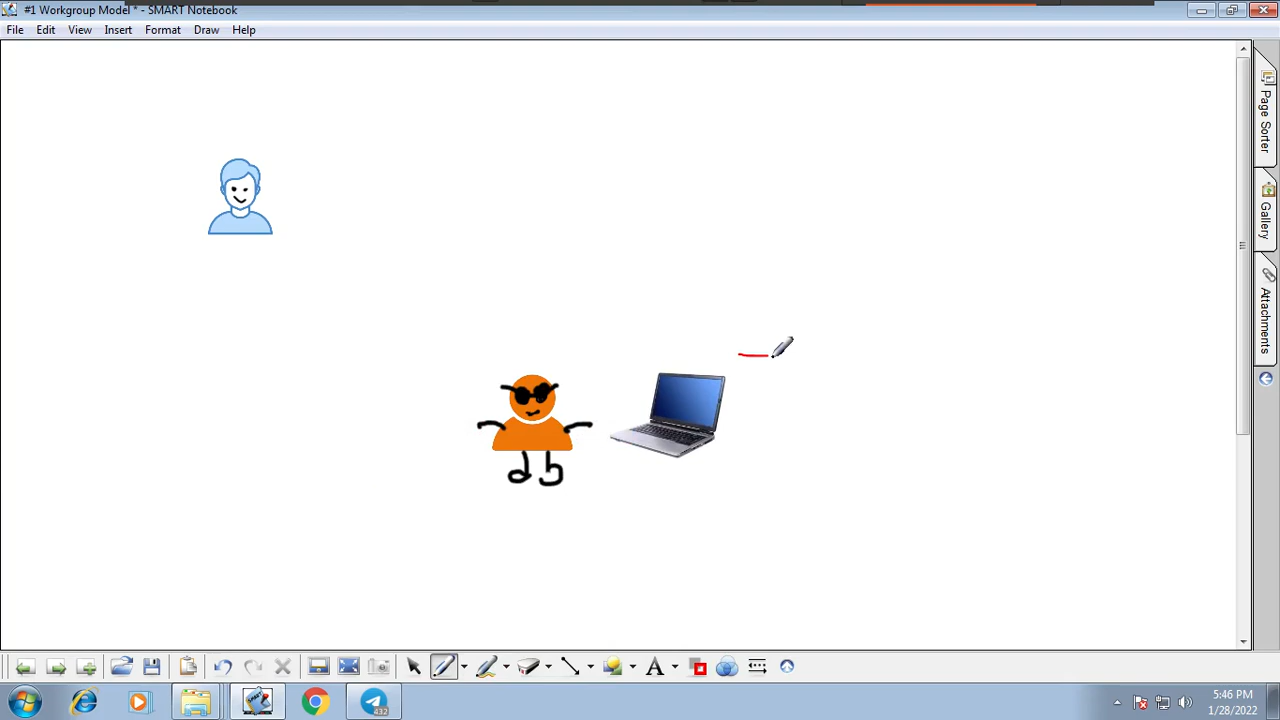 #1 Workgroup Model * - SMART Notebook
File Edit View Insert Format Draw Help
Page Sorter
Gallery
Attachments
432
5:46 PM
1/28/2022